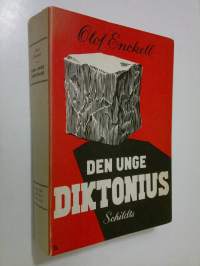 Olof Enckell
DEN UNGE
DIKTONIUS
Schildts